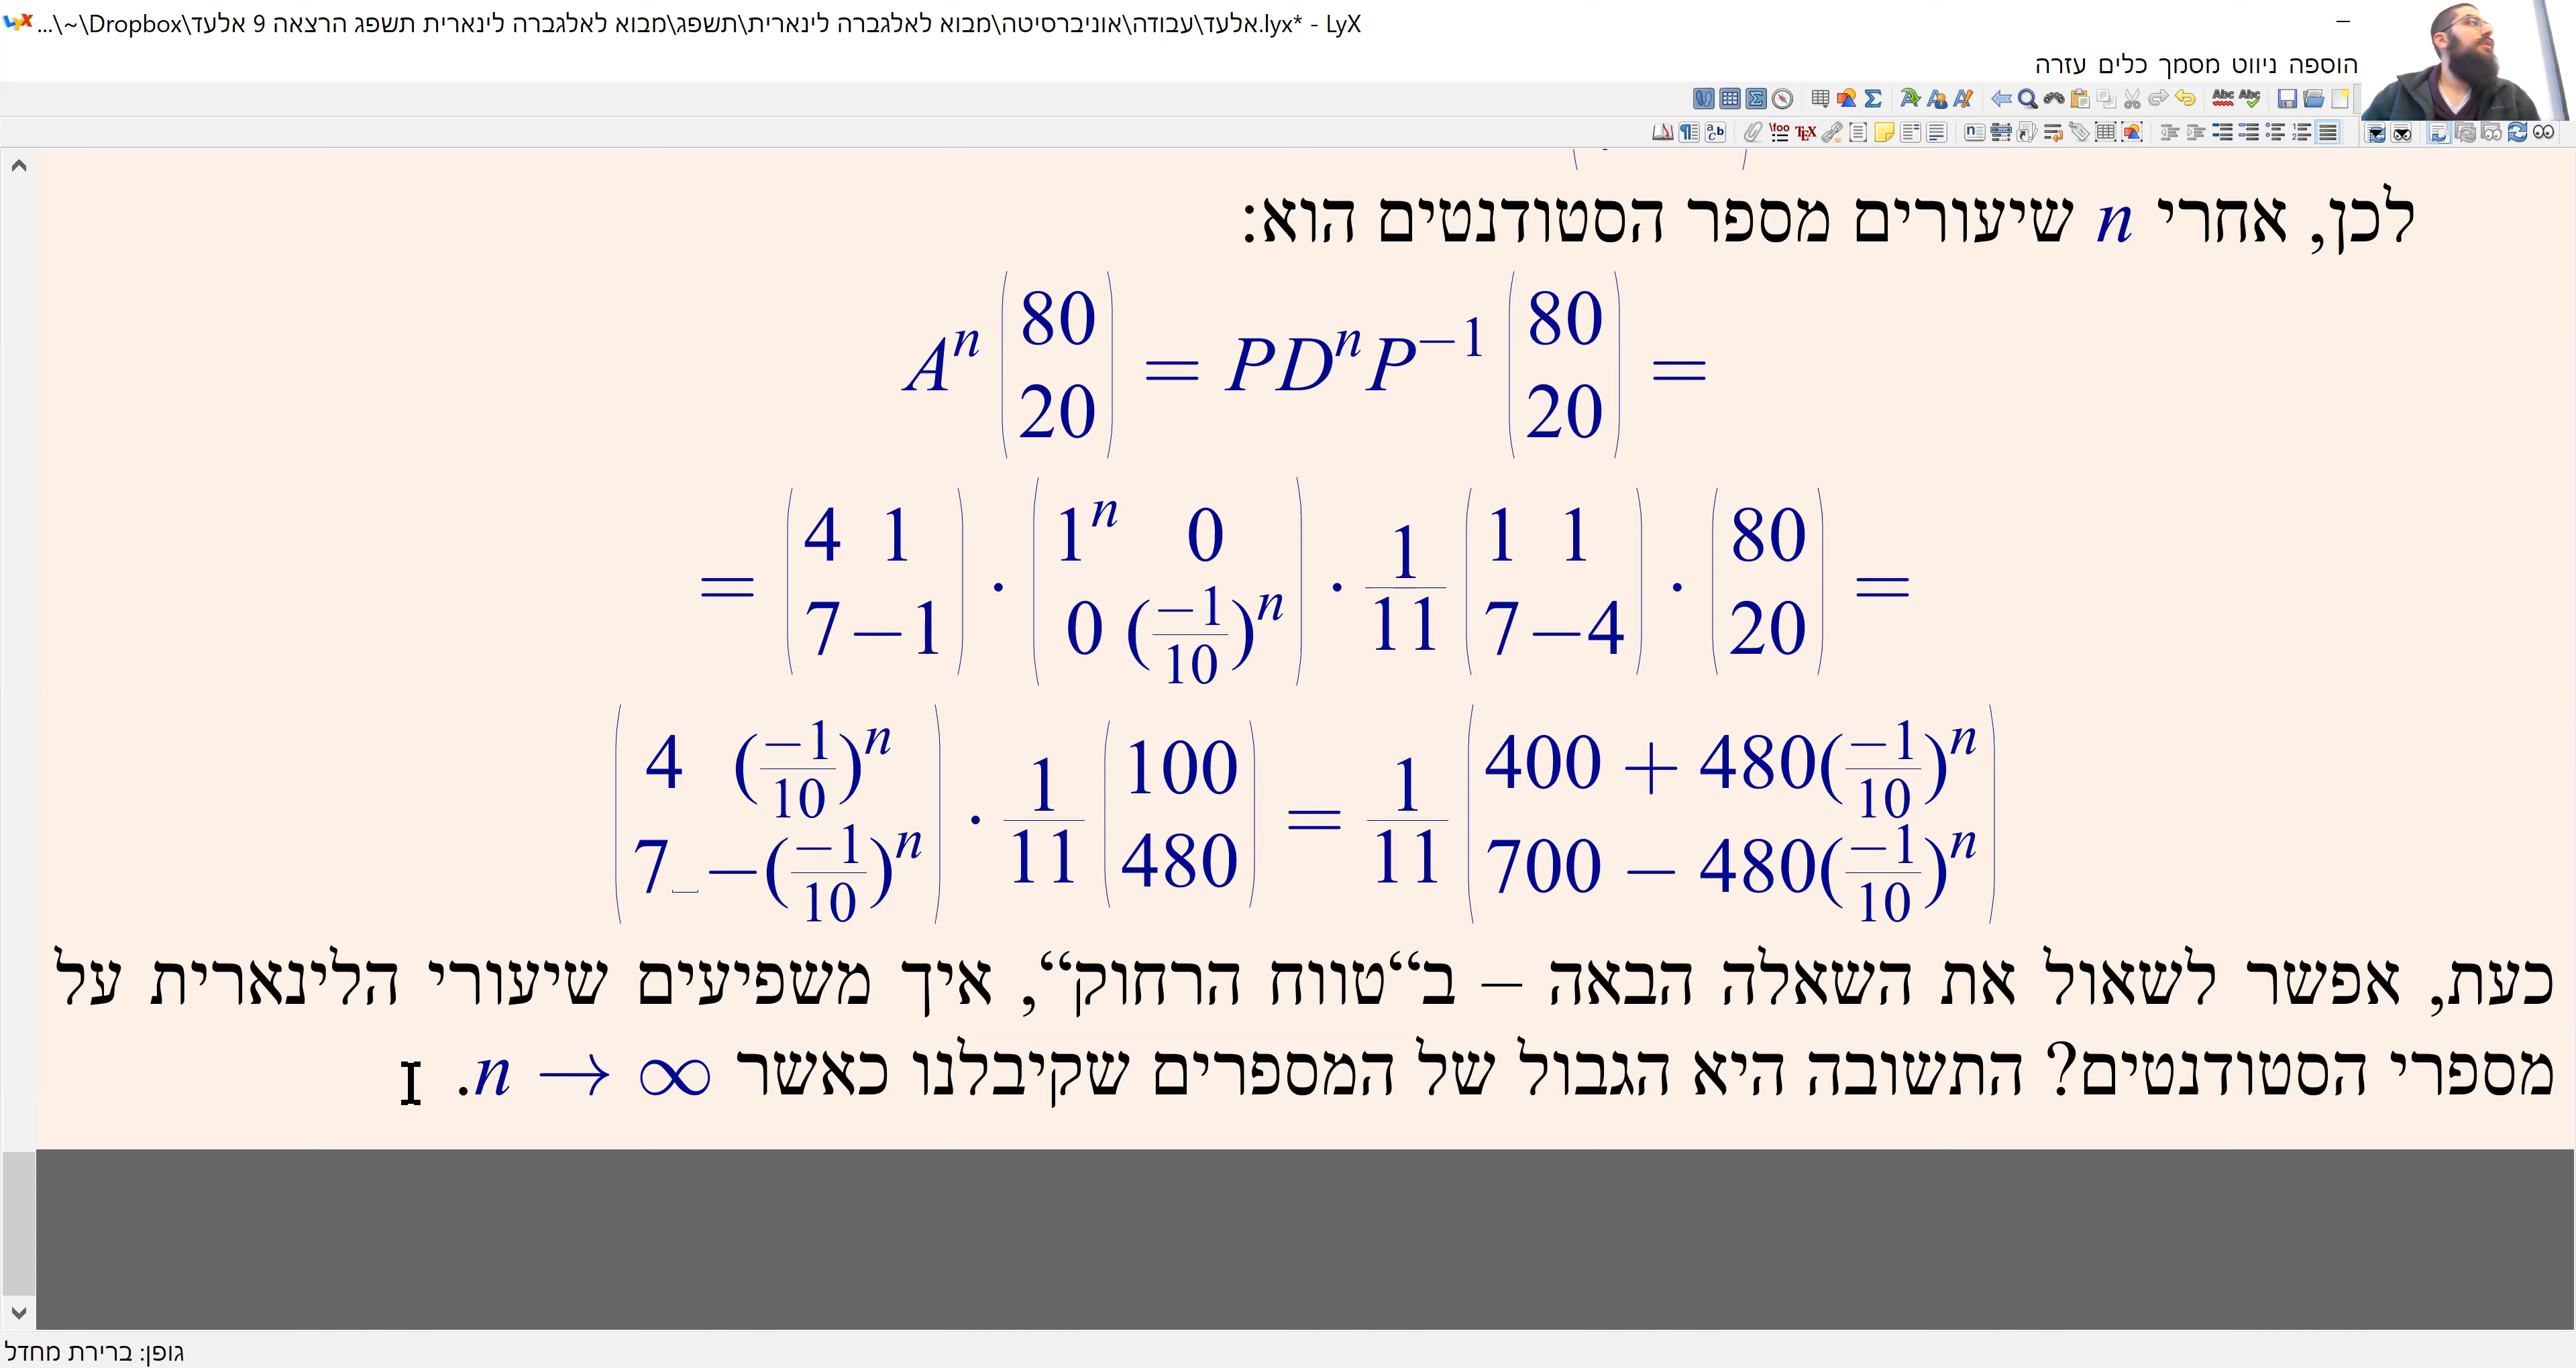 ...\~\Dropbox\אלעד\עבודה\אוניברסיטה\מבוא לאלגברה לינארית\תשפג\מבוא לאלגברה לינארית תשפג הרצאה 9 אלעד.lyx* - LyX
הוספה ניווט מסמך כלים עזרה
לכן, אחרי n שיעורים מספר הסטודנטים הוא:
A^n (80 20) = PD^nP^{-1} (80 20) =
= (4 1 7 −1) · (1^n 0 0 (−1/10)^n) · 1/11 (1 1 7 −4) · (80 20) =
(4 (−1/10)^n 7 −(−1/10)^n) · 1/11 (100 480) = 1/11 (400 + 480(−1/10)^n 700 − 480(−1/10)^n)
כעת, אפשר לשאול את השאלה הבאה – ב“טווח הרחוק“, איך משפיעים שיעורי הלינארית על
מספרי הסטודנטים? התשובה היא הגבול של המספרים שקיבלנו כאשר n → ∞.
גופן: ברירת מחדל